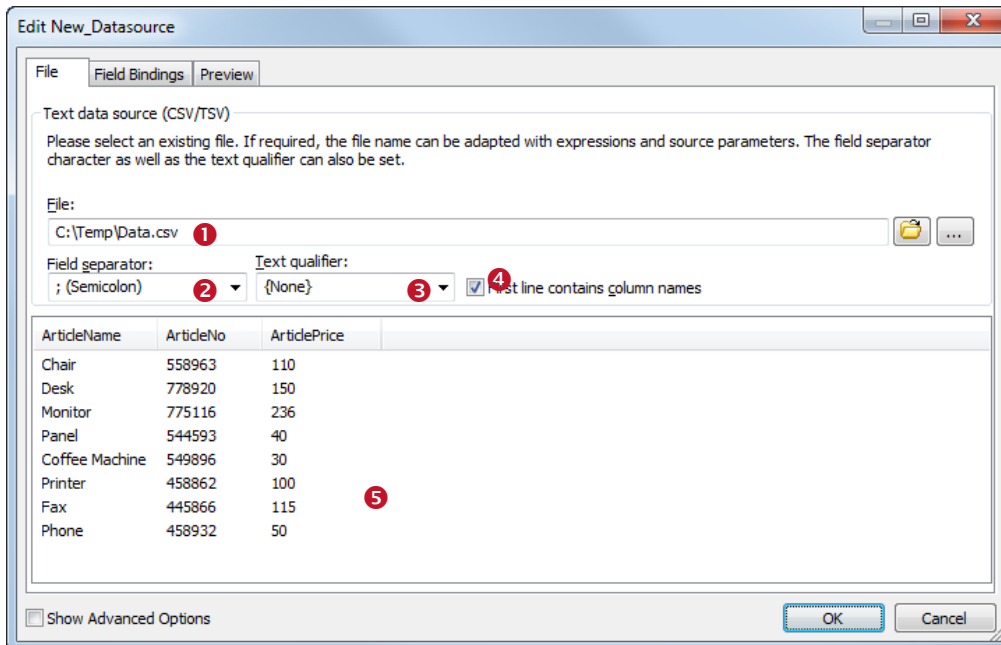 Edit New_Datasource
File Field Bindings Preview
Text data source (CSV/TSV)
Please select an existing file. If required, the file name can be adapted with expressions and source parameters. The field separator
character as well as the text qualifier can also be set.
File:
C:\Temp\Data.csv 1
...
Field separator: Text qualifier:
; (Semicolon) 2 {None} 3 4 First line contains column names
ArticleName ArticleNo ArticlePrice
Chair 558963 110
Desk 778920 150
Monitor 775116 236
Panel 544593 40
Coffee Machine 549896 30
Printer 458862 100
Fax 445866 115
5
Phone 458932 50
Show Advanced Options OK Cancel